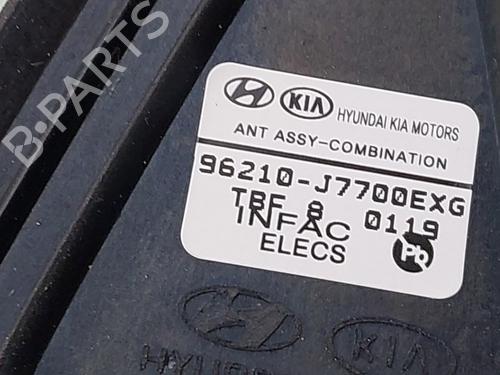 B-PARTS
KIA HYUNDAI KIA MOTORS
ANT ASSY-COMBINATION
96210-J7700EXG
TBF 8 0119
INFAC
ELECS
Pb
KIA